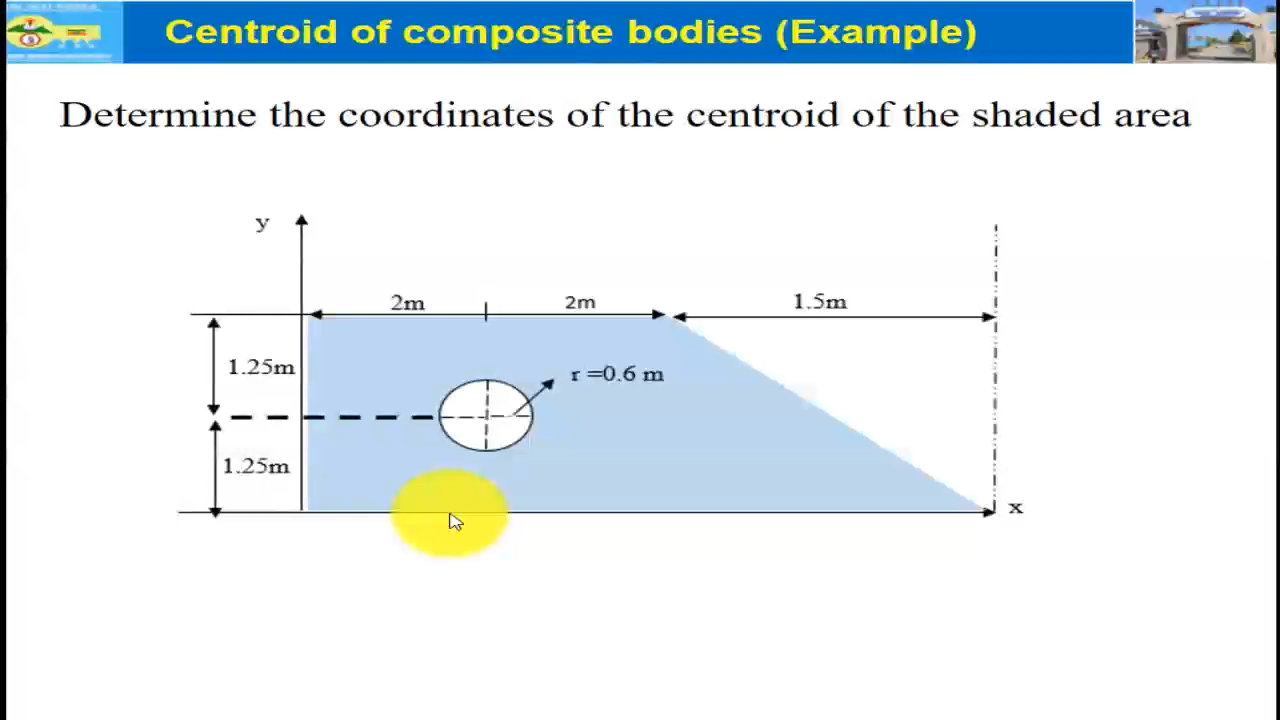 Centroid of composite bodies (Example)
Determine the coordinates of the centroid of the shaded area
y
2m
2m
1.5m
1.25m
r =0.6 m
1.25m
x